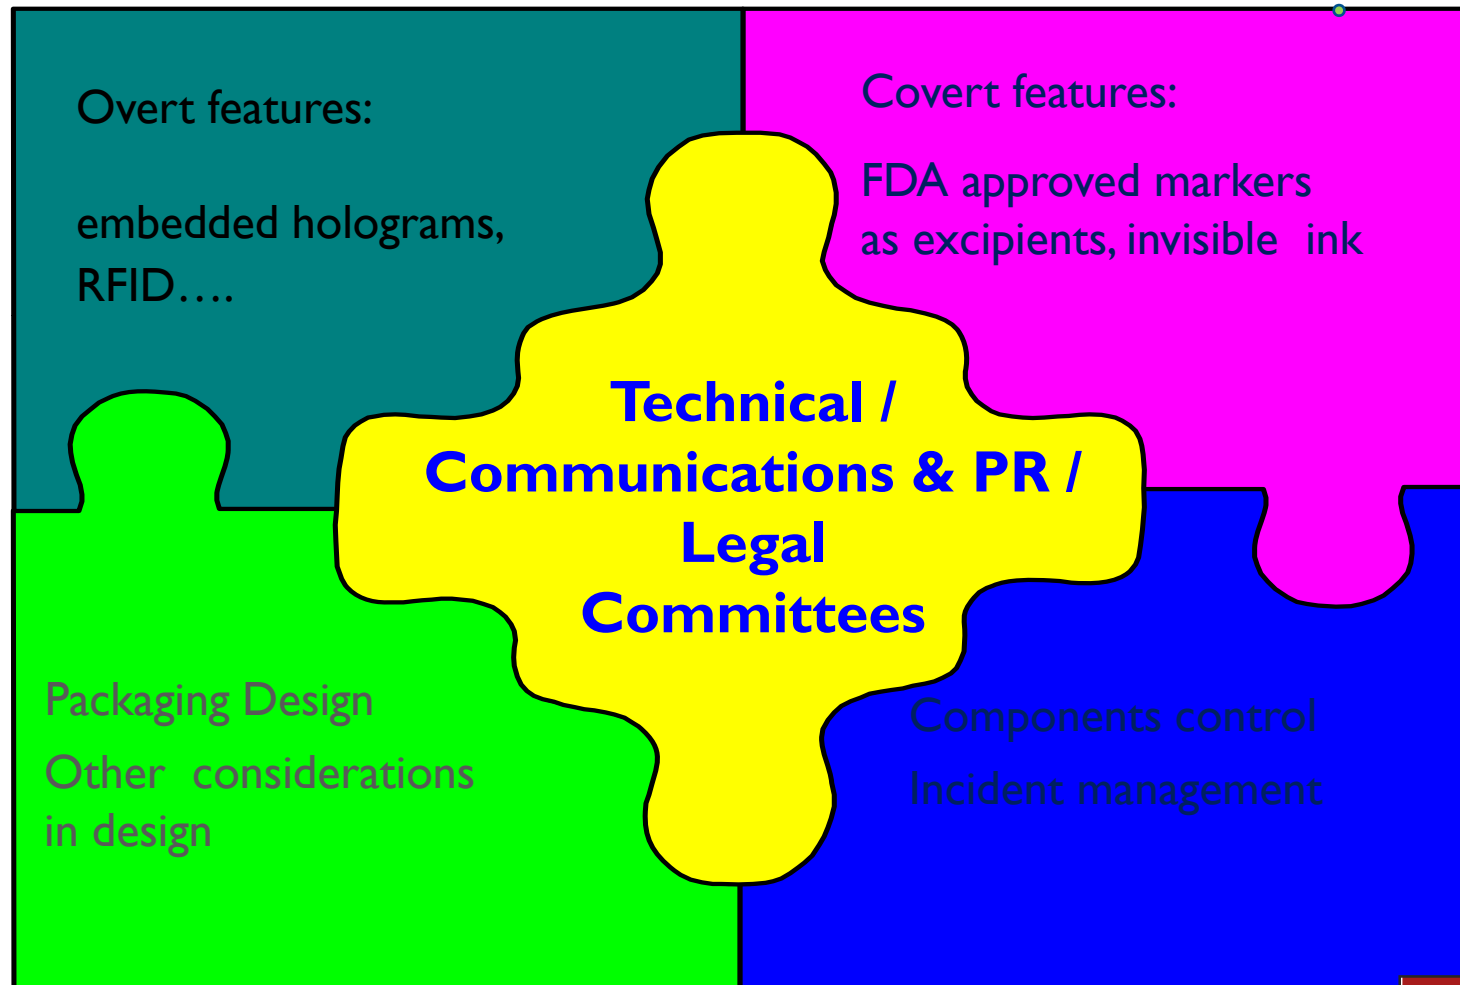 Overt features:
embedded holograms,
RFID….
Covert features:
FDA approved markers
as excipients, invisible ink
Technical /
Communications & PR /
Legal
Committees
Packaging Design
Other considerations
in design
Components control
Incident management